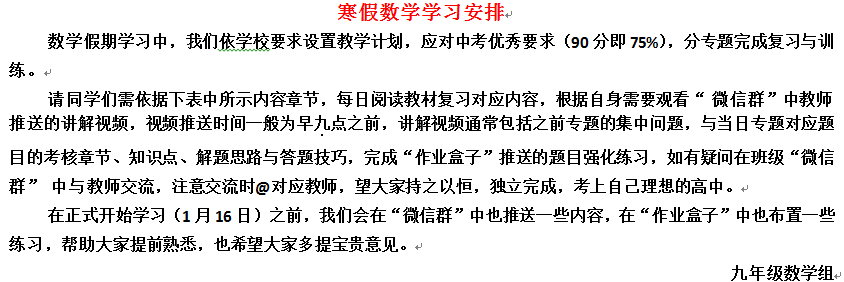 寒假数学学习安排
数学假期学习中，我们依学校要求设置教学计划，应对中考优秀要求（90 分即 75%），分专题完成复习与训
练。
请同学们需依据下表中所示内容章节，每日阅读教材复习对应内容，根据自身需要观看“ 微信群”中教师
推送的讲解视频，视频推送时间一般为早九点之前，讲解视频通常包括之前专题的集中问题，与当日专题对应题
目的考核章节、知识点、解题思路与答题技巧，完成“作业盒子”推送的题目强化练习，如有疑问在班级“微信
群” 中与教师交流，注意交流时@对应教师，望大家持之以恒，独立完成，考上自己理想的高中。
在正式开始学习（1 月 16 日）之前，我们会在“微信群”中也推送一些内容，在“作业盒子”中也布置一些
练习，帮助大家提前熟悉，也希望大家多提宝贵意见。
九年级数学组